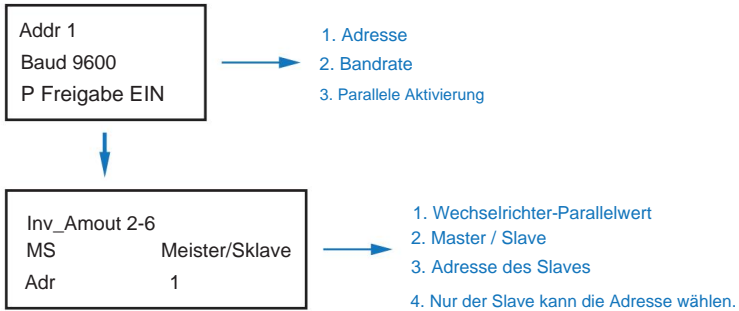 Addr 1
Baud 9600
P Freigabe EIN
1. Adresse
2. Bandrate
3. Parallele Aktivierung
Inv_Amout 2-6
MS Meister/Sklave
Adr 1
1. Wechselrichter-Parallelwert
2. Master / Slave
3. Adresse des Slaves
4. Nur der Slave kann die Adresse wählen.